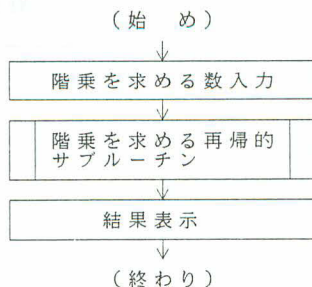 (始 め)
階乗を求める数入力
階乗を求める再帰的
サブルーチン
結果表示
(終わり)